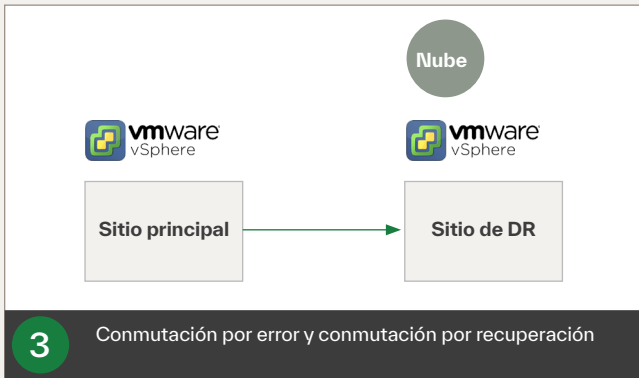 Nube
vmware
vSphere
vmware
vSphere
Sitio principal
Sitio de DR
3
Conmutación por error y conmutación por recuperación